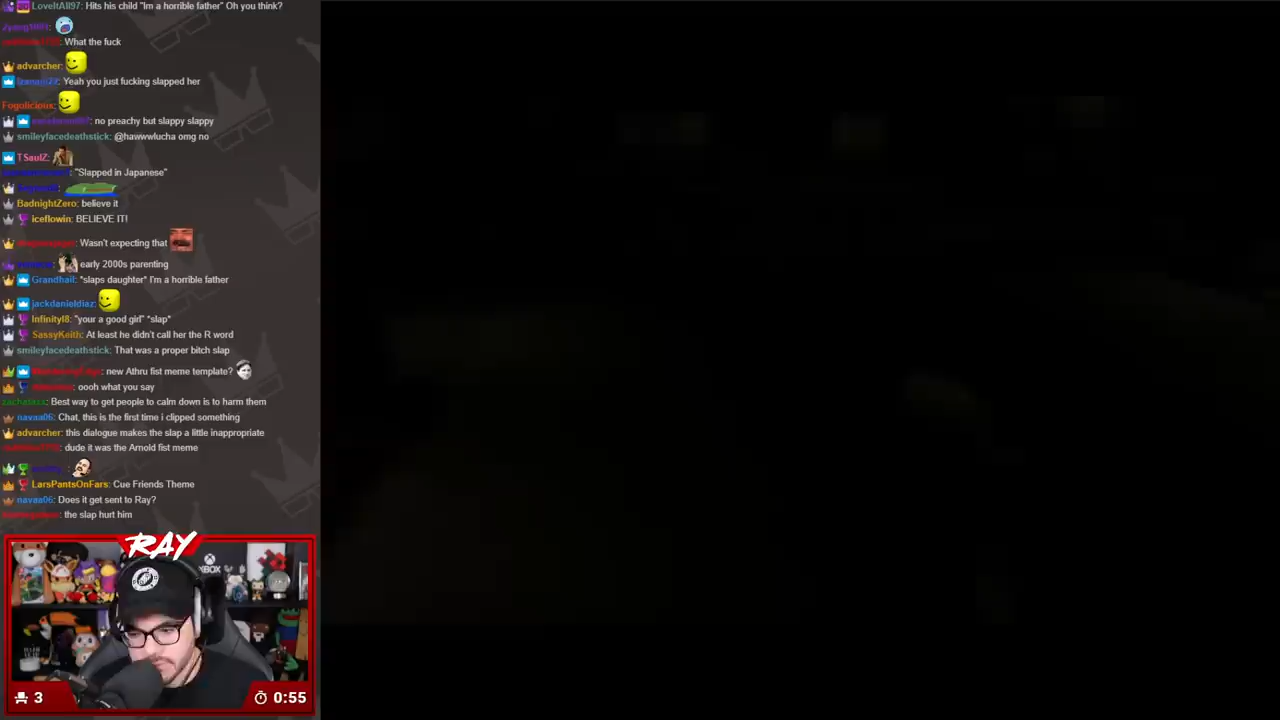 LoveItAll97: Hits his child "Im a horrible father" Oh you think?
What the fuck
advarcher:
Yeah you just fucking slapped her
Fogolicious:
no preachy but slappy slappy
smileyfacedeathstick: @hawwwlucha omg no
TSaulZ:
"Slapped in Japanese"
BadnightZero: believe it
iceflowin: BELIEVE IT!
Wasn't expecting that
early 2000s parenting
Grandhail: *slaps daughter* I'm a horrible father
jackdanieldiaz:
Infinityl8: "your a good girl" *slap*
SassyKeith: At least he didn't call her the R word
smileyfacedeathstick: That was a proper bitch slap
new Athru fist meme template?
oooh what you say
Best way to get people to calm down is to harm them
navaa06: Chat, this is the first time i clipped something
advarcher: this dialogue makes the slap a little inappropriate
dude it was the Arnold fist meme
LarsPantsOnFars: Cue Friends Theme
navaa06: Does it get sent to Ray?
the slap hurt him
RAY
XBOX
3
0:55